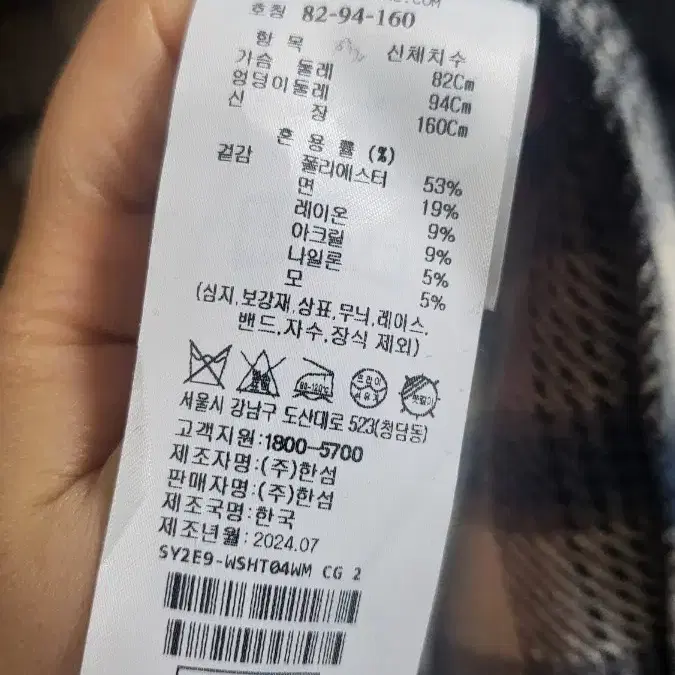 .COM
호칭 82-94-160
항 목 신체치수
가슴 둘레 82Cm
엉덩이둘레 94Cm
신 장 160Cm
혼 용 률 (%)
겉감 폴리에스터 53%
면 19%
레이온 9%
아크릴 9%
나일론 5%
모 5%
(심지,보강재,상표,무늬,레이스,
밴드,자수,장식 제외)
80~120℃ 드라이
서울시 강남구 도산대로 523(청담동)
고객지원:1800-5700
제조자명:(주)한섬
판매자명:(주)한섬
제조국명:한국
제조년월:2024.07
SY2E9-WSHT04WM CG 2